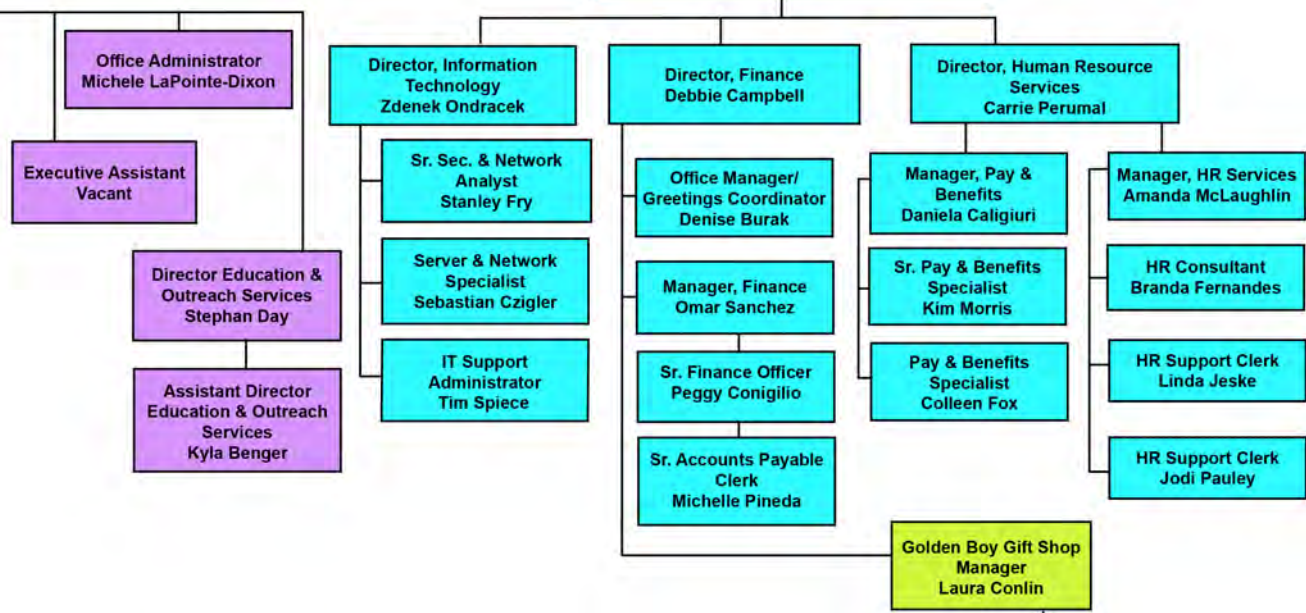 Office Administrator
Michele LaPointe-Dixon
Executive Assistant
Vacant
Director Education &
Outreach Services
Stephan Day
Assistant Director
Education & Outreach
Services
Kyla Benger
Director, Information
Technology
Zdenek Ondracek
Sr. Sec. & Network
Analyst
Stanley Fry
Server & Network
Specialist
Sebastian Czigler
IT Support
Administrator
Tim Spiece
Director, Finance
Debbie Campbell
Office Manager/
Greetings Coordinator
Denise Burak
Manager, Finance
Omar Sanchez
Sr. Finance Officer
Peggy Conigilio
Sr. Accounts Payable
Clerk
Michelle Pineda
Golden Boy Gift Shop
Manager
Laura Conlin
Director, Human Resource
Services
Carrie Perumal
Manager, Pay &
Benefits
Daniela Caligiuri
Sr. Pay & Benefits
Specialist
Kim Morris
Pay & Benefits
Specialist
Colleen Fox
Manager, HR Services
Amanda McLaughlin
HR Consultant
Branda Fernandes
HR Support Clerk
Linda Jeske
HR Support Clerk
Jodi Pauley